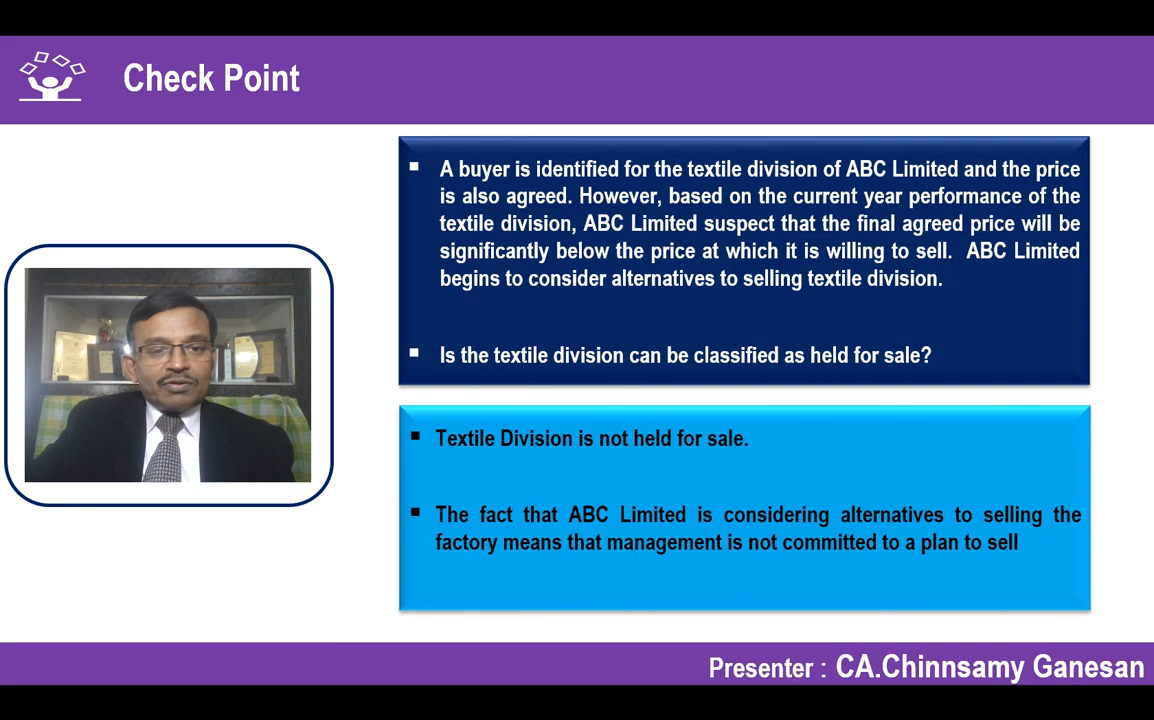 Check Point
A buyer is identified for the textile division of ABC Limited and the price
is also agreed. However, based on the current year performance of the
textile division, ABC Limited suspect that the final agreed price will be
significantly below the price at which it is willing to sell. ABC Limited
begins to consider alternatives to selling textile division.
Is the textile division can be classified as held for sale?
Textile Division is not held for sale.
The fact that ABC Limited is considering alternatives to selling the
factory means that management is not committed to a plan to sell
Presenter : CA.Chinnsamy Ganesan